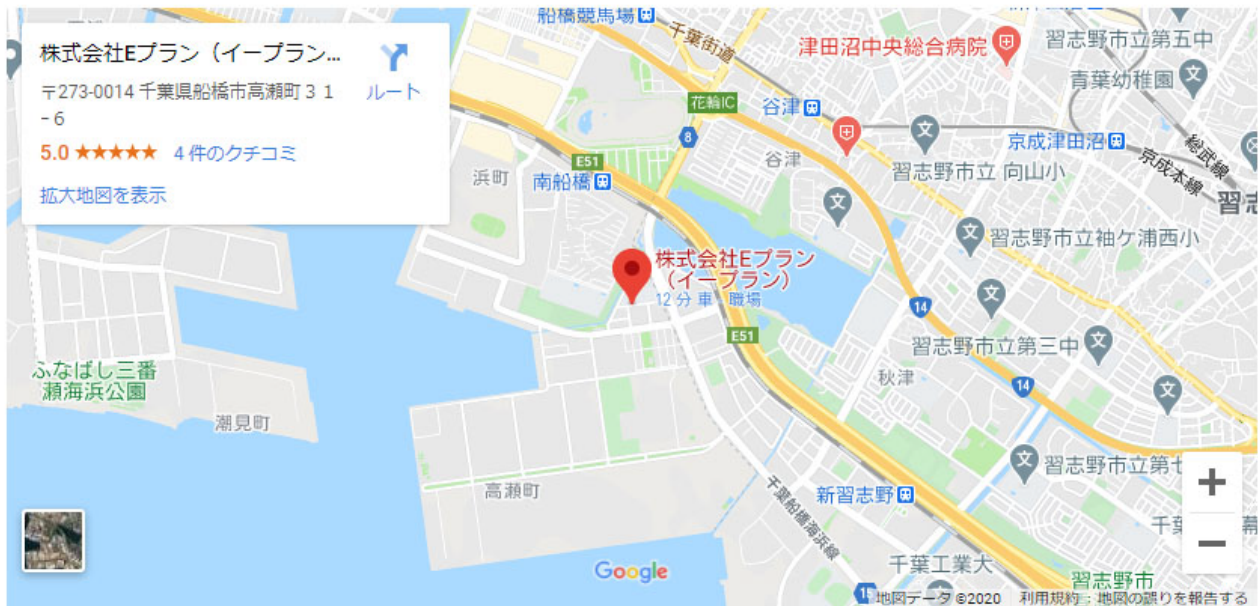 株式会社Eプラン（イープラン...
ルート
〒273-0014 千葉県船橋市高瀬町３１
－６
5.0 ★★★★★ 4 件のクチコミ
拡大地図を表示
船橋競馬場
千葉街道
津田沼中央総合病院
習志野市立第五中
青葉幼稚園
花輪IC
谷津
8
京成津田沼
総武線
京成本線
谷津
習志野市立 向山小
E51
浜町
南船橋
習志
習志野市立袖ケ浦西小
株式会社Eプラン
（イープラン）
12 分 車・職場
14
E51
習志野市立第三中
ふなばし三番
瀬海浜公園
秋津
14
潮見町
習志野市立第七
高瀬町
新習志野
千葉船橋海浜線
千葉
幕
千葉工業大
習志野市
Google
15
地図データ ©2020
利用規約
地図の誤りを報告する